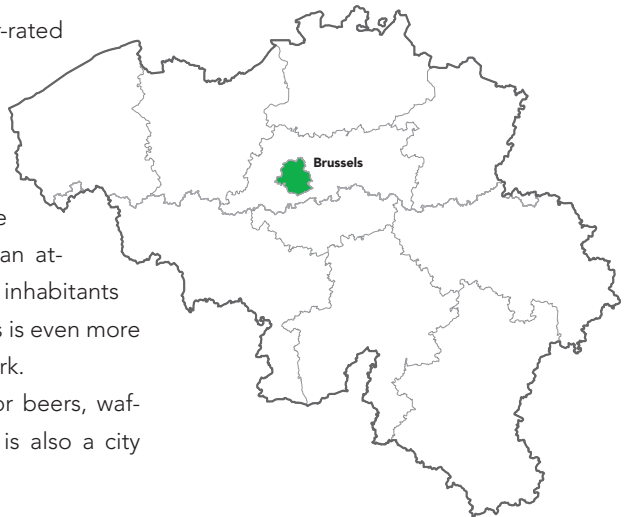 -rated
Brussels
e
an at-
inhabitants
s is even more
rk.
or beers, waf-
is also a city